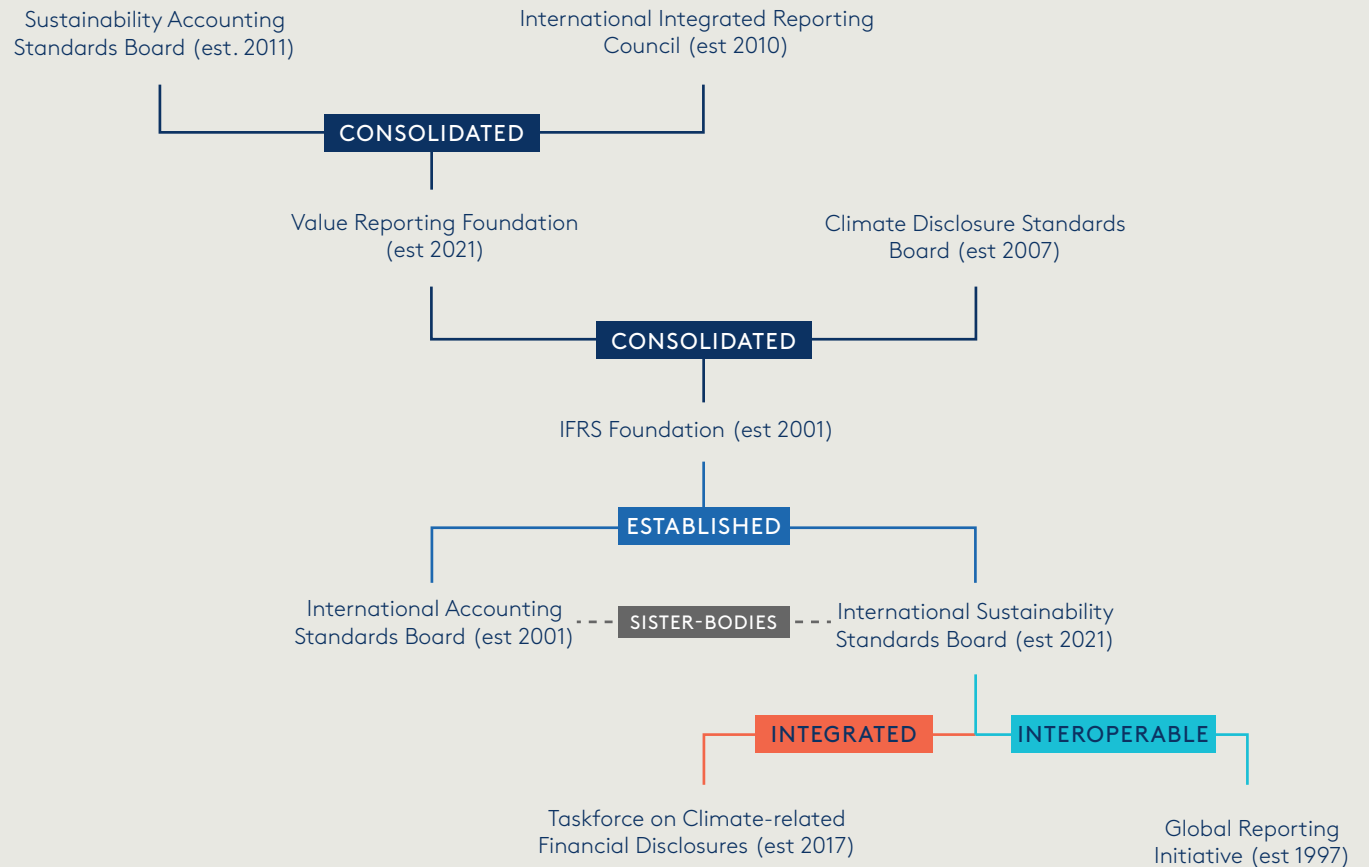 Sustainability Accounting
Standards Board (est. 2011)
International Integrated Reporting
Council (est 2010)
CONSOLIDATED
Value Reporting Foundation
(est 2021)
Climate Disclosure Standards
Board (est 2007)
CONSOLIDATED
IFRS Foundation (est 2001)
ESTABLISHED
International Accounting
Standards Board (est 2001)
SISTER-BODIES
International Sustainability
Standards Board (est 2021)
INTEGRATED
INTEROPERABLE
Taskforce on Climate-related
Financial Disclosures (est 2017)
Global Reporting
Initiative (est 1997)